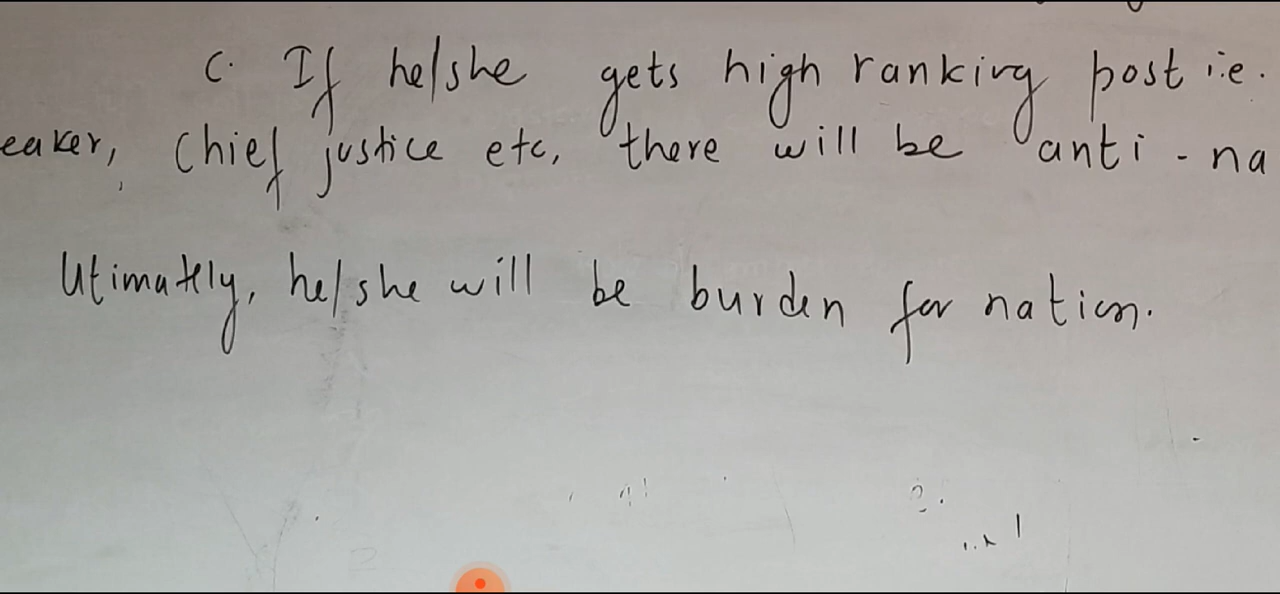 c. If he/she gets high ranking post i.e.
eaker, Chief justice etc, there will be anti-na
Utimately, he/she will be burden for nation.